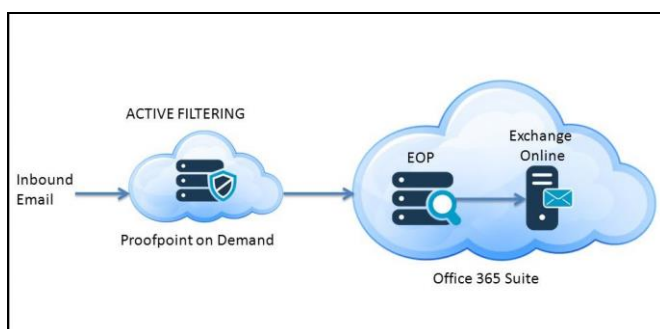 ACTIVE FILTERING
Inbound
Email
Proofpoint on Demand
EOP
Exchange
Online
Office 365 Suite